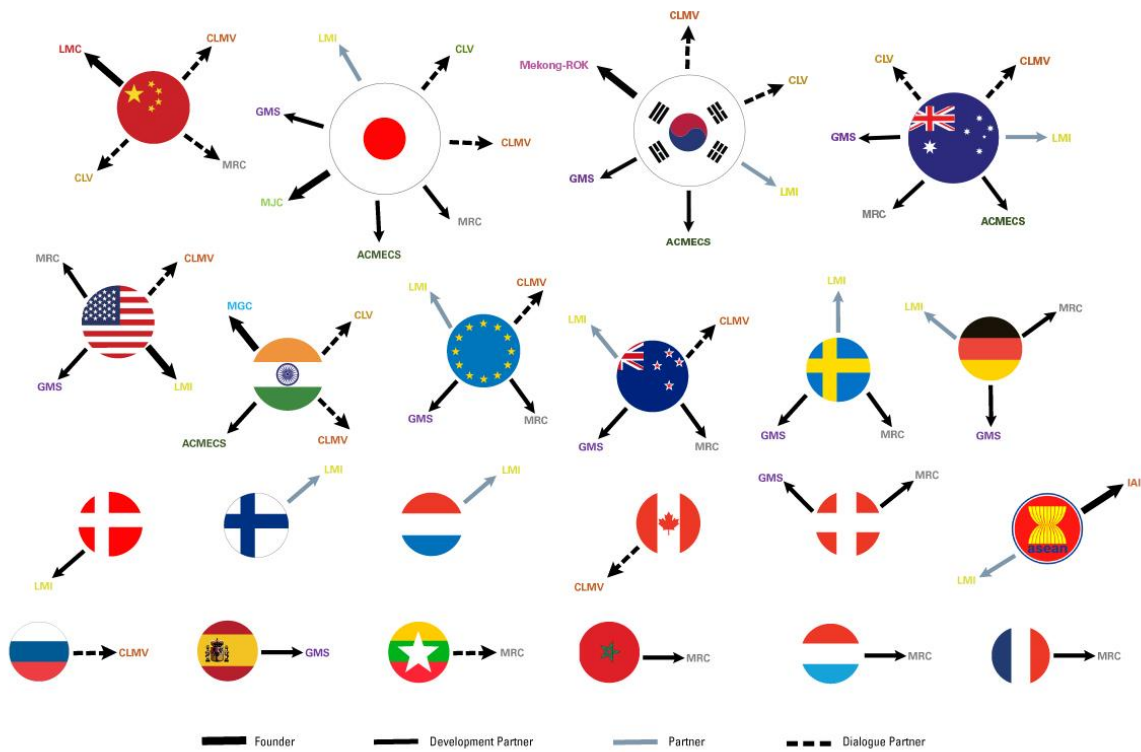 CLMV
LMC
MRC
CLV
LMI
CLV
GMS
CLMV
MJC
MRC
ACMECS
CLMV
Mekong-ROK
CLV
GMS
LMI
ACMECS
CLV
CLMV
GMS
LMI
MRC
ACMECS
MRC
CLMV
GMS
LMI
MGC
CLV
ACMECS
CLMV
LMI
CLMV
GMS
MRC
LMI
CLMV
GMS
MRC
LMI
GMS
MRC
LMI
MRC
GMS
LMI
LMI
LMI
CLMV
GMS
MRC
IAI
asean
LMI
CLMV
GMS
MRC
MRC
MRC
MRC
Founder
Development Partner
Partner
Dialogue Partner